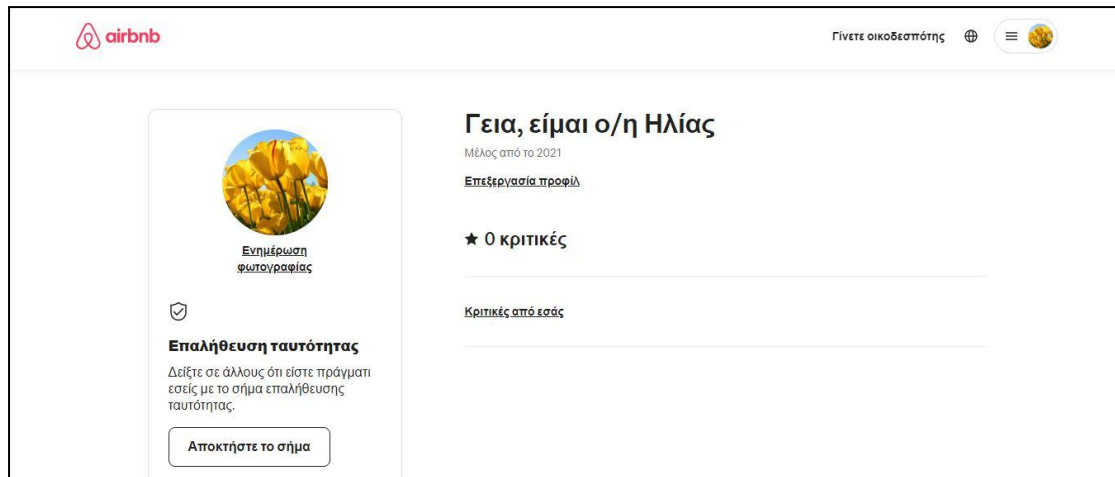 airbnb
Γίνετε οικοδεσπότης
Γεια, είμαι ο/η Ηλίας
Μέλος από το 2021
Επεξεργασία προφίλ
0 κριτικές
Κριτικές από εσάς
Ενημέρωση
φωτογραφίας
Επαλήθευση ταυτότητας
Δείξτε σε άλλους ότι είστε πράγματι
εσείς με το σήμα επαλήθευσης
ταυτότητας.
Αποκτήστε το σήμα